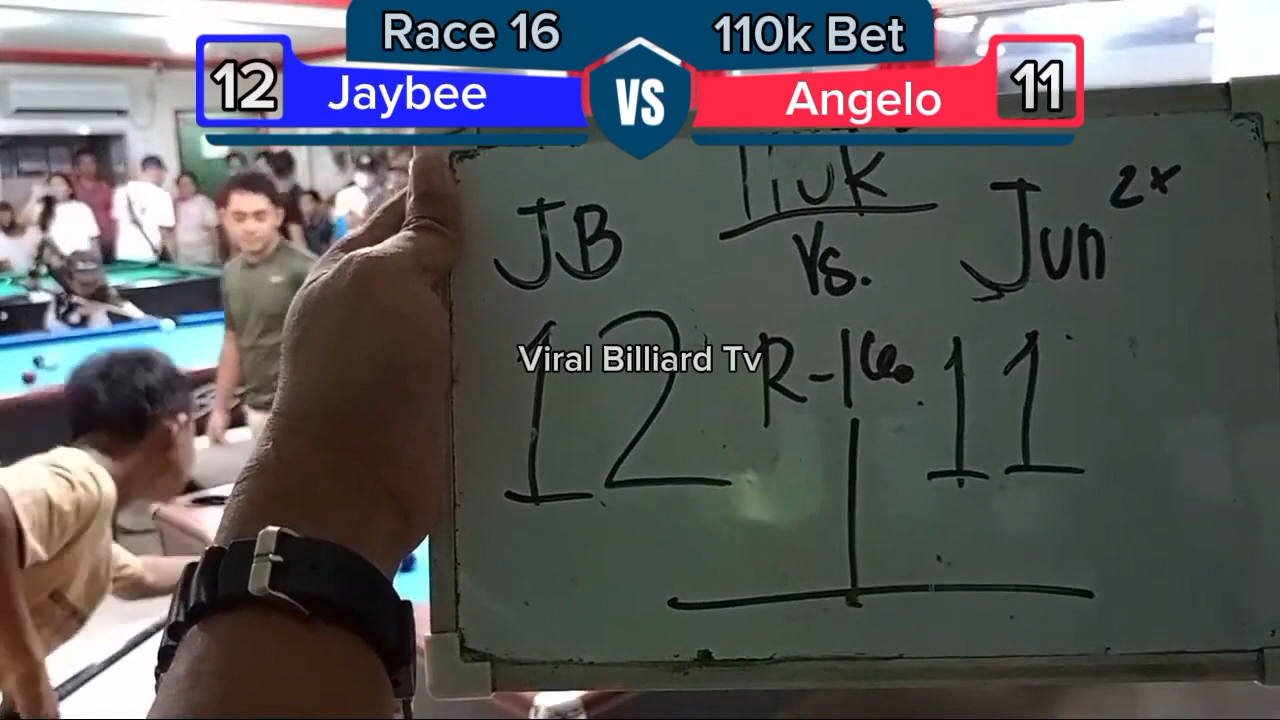 Race 16
110k Bet
12 Jaybee VS Angelo 11
JB Vs. Jun 2x
12 R-16. 11
Viral Billiard Tv